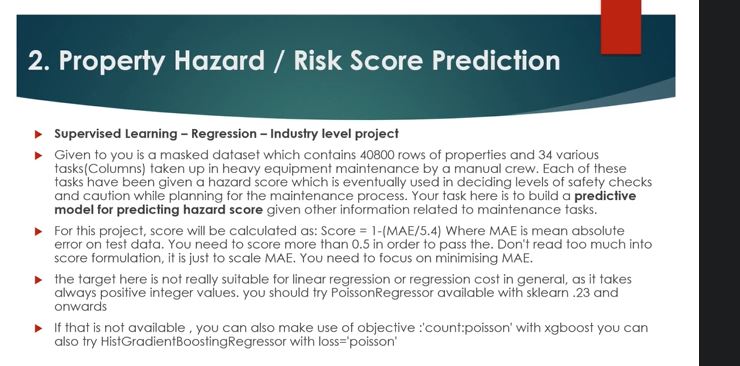 2. Property Hazard / Risk Score Prediction
Supervised Learning – Regression – Industry level project
Given to you is a masked dataset which contains 40800 rows of properties and 34 various
tasks(Columns) taken up in heavy equipment maintenance by a manual crew. Each of these
tasks have been given a hazard score which is eventually used in deciding levels of safety checks
and caution while planning for the maintenance process. Your task here is to build a predictive
model for predicting hazard score given other information related to maintenance tasks.
For this project, score will be calculated as: Score = 1-(MAE/5.4) Where MAE is mean absolute
error on test data. You need to score more than 0.5 in order to pass the. Don't read too much into
score formulation, it is just to scale MAE. You need to focus on minimising MAE.
the target here is not really suitable for linear regression or regression cost in general, as it takes
always positive integer values. you should try PoissonRegressor available with sklearn .23 and
onwards
If that is not available , you can also make use of objective :'count:poisson' with xgboost you can
also try HistGradientBoostingRegressor with loss='poisson'